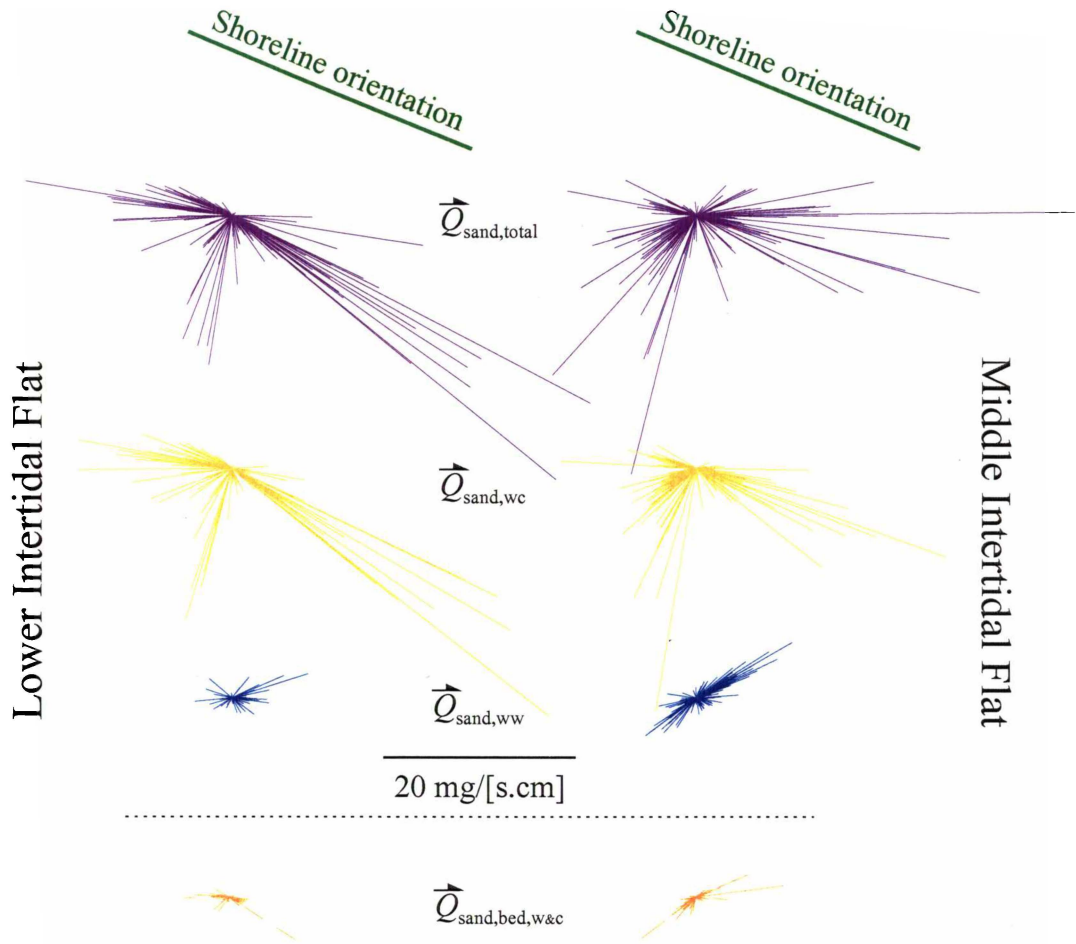 Shoreline orientation
Shoreline orientation
Lower Intertidal Flat
Middle Intertidal Flat
Q sand,total
Q sand,wc
Q sand,ww
20 mg/[s.cm]
Q sand,bed,w&c